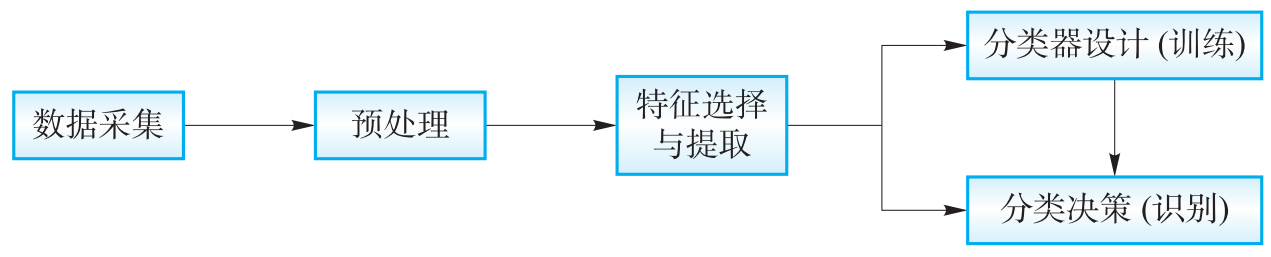 数据采集
预处理
特征选择
与提取
分类器设计 (训练)
分类决策 (识别)